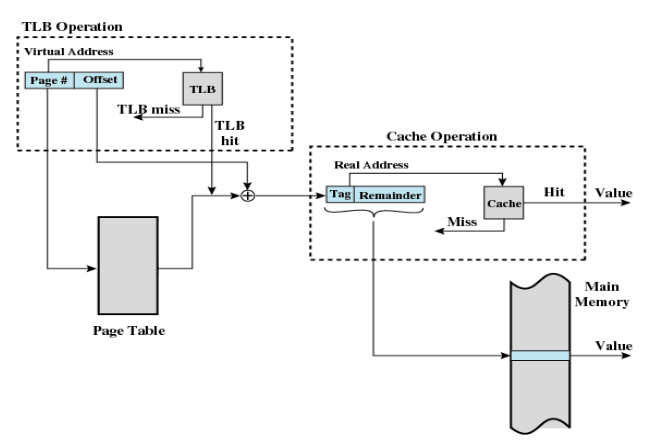 TLB Operation
Virtual Address
Page # Offset
TLB
TLB miss
TLB
hit
Cache Operation
Real Address
Tag Remainder
Cache
Hit
Value
Miss
Page Table
Main
Memory
Value